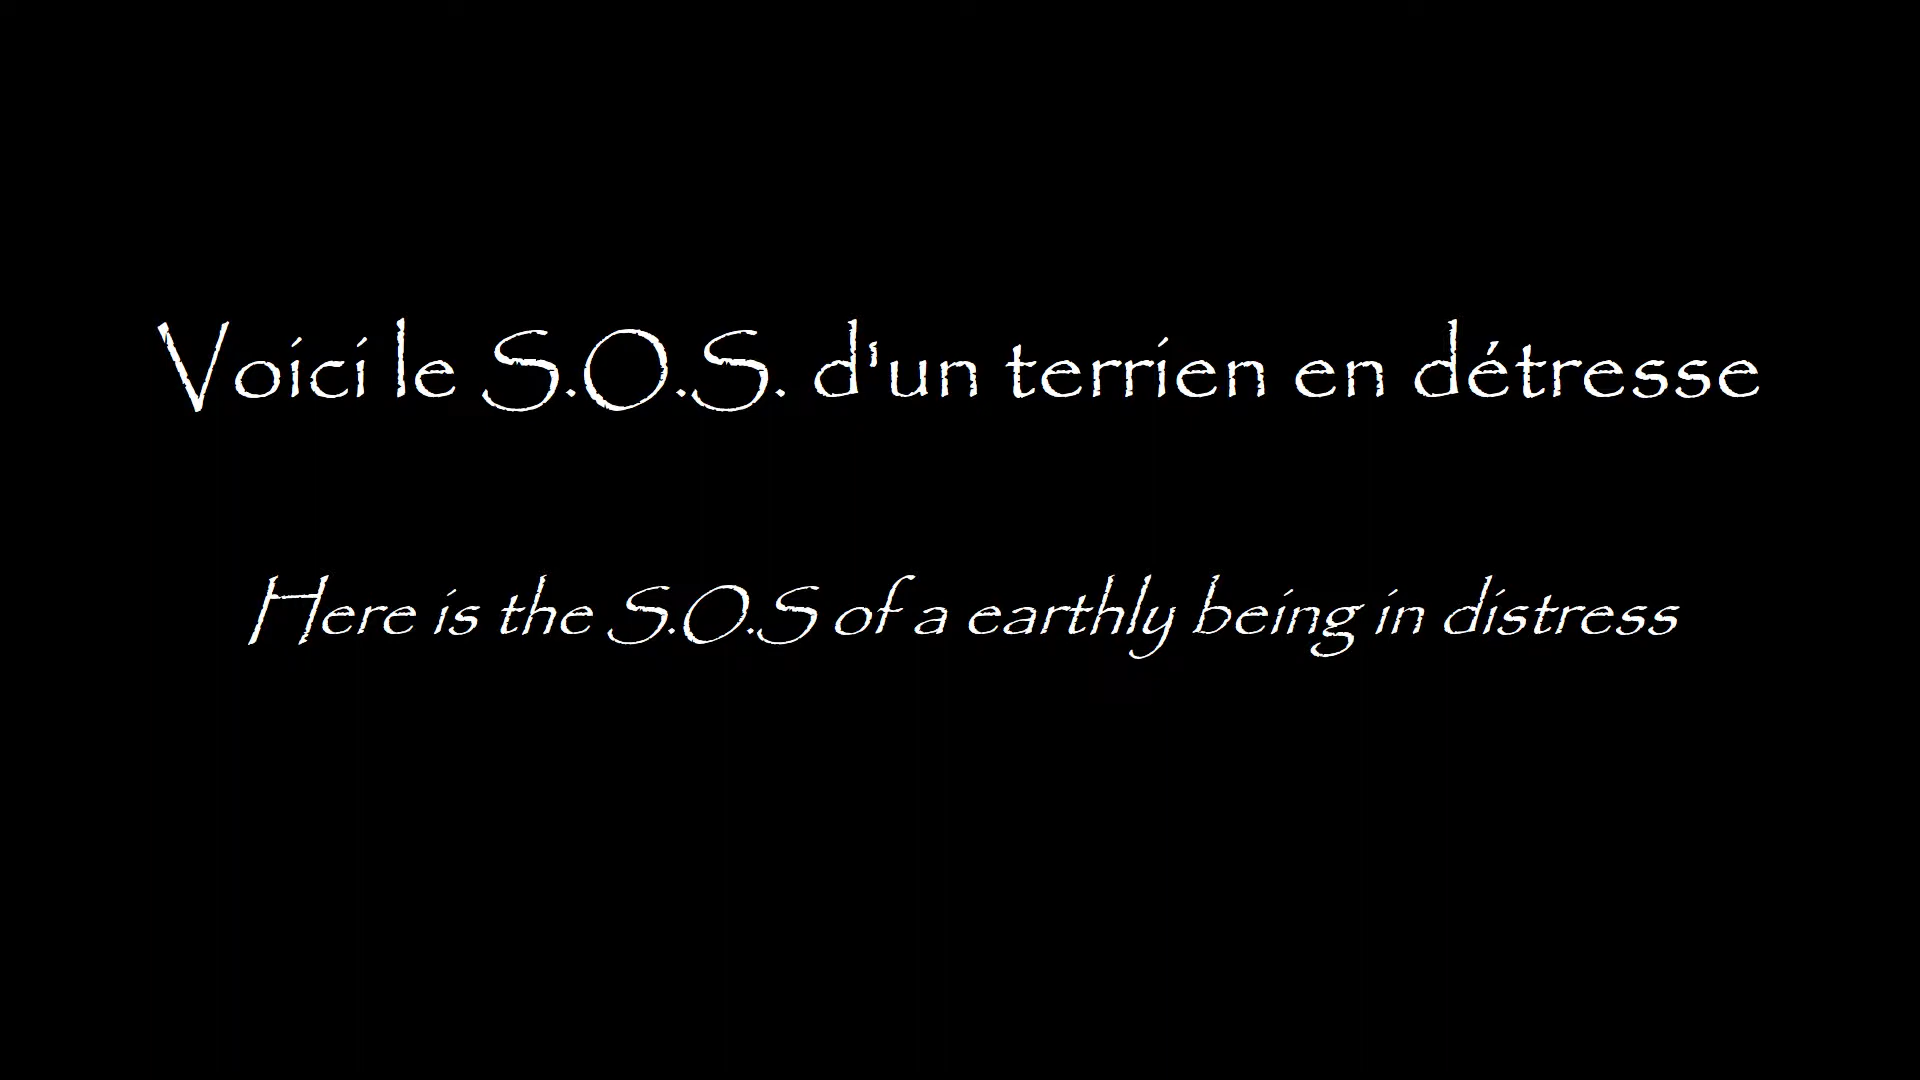 Voici le S.O.S. d'un terrien en détresse
Here is the S.O.S of a earthly being in distress